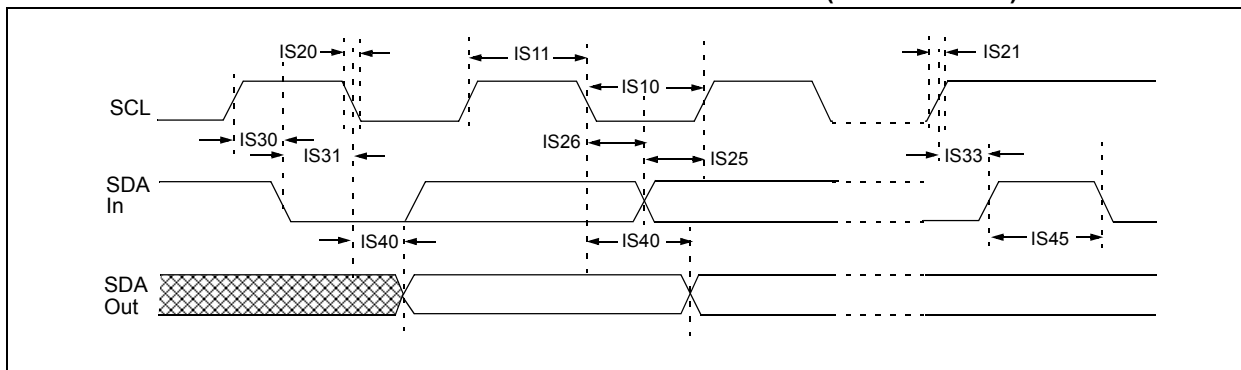 IS20
IS11
IS21
IS10
SCL
IS30
IS31
IS26
IS25
IS33
SDA
In
IS40
IS40
IS45
SDA
Out